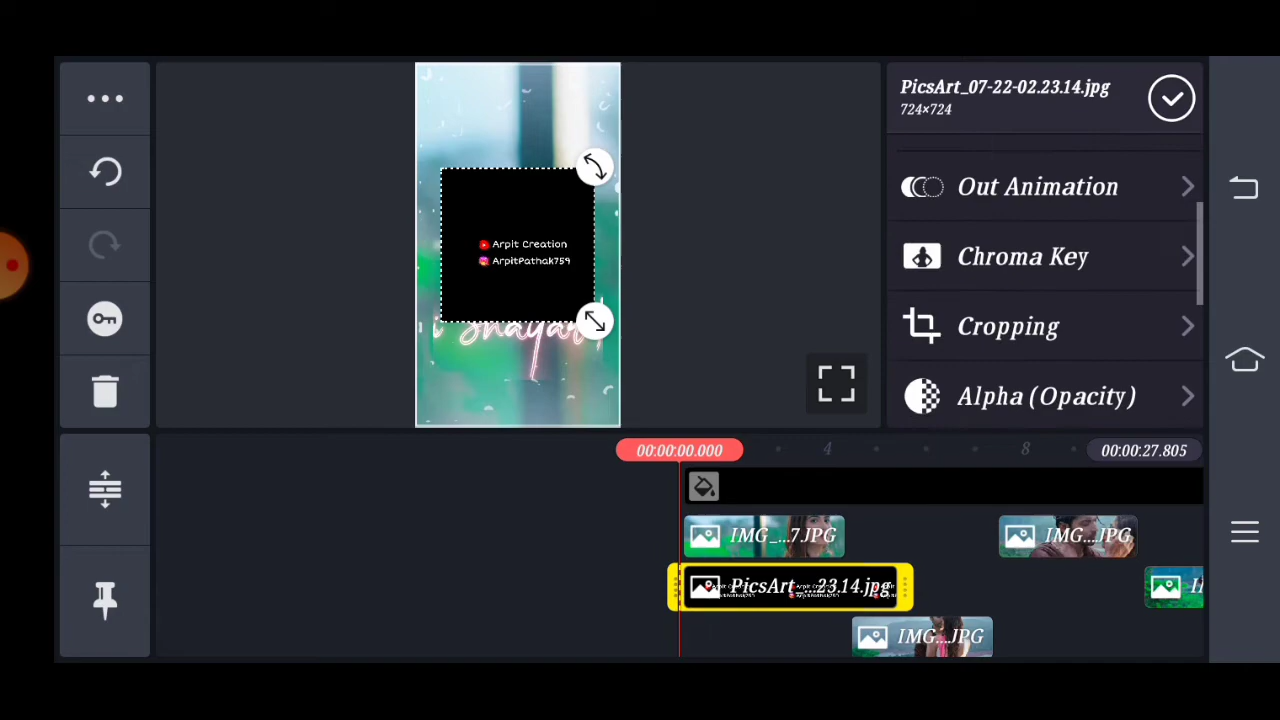 PicsArt_07-22-02.23.14.jpg
724×724
Out Animation
Chroma Key
Cropping
Alpha (Opacity)
Arpit Creation
ArpitPathak759
i Shayari
00:00:00.000
4
8
00:00:27.805
IMG_...7.JPG
IMG...JPG
PicsArt_...23.14.jpg
IMG...JPG